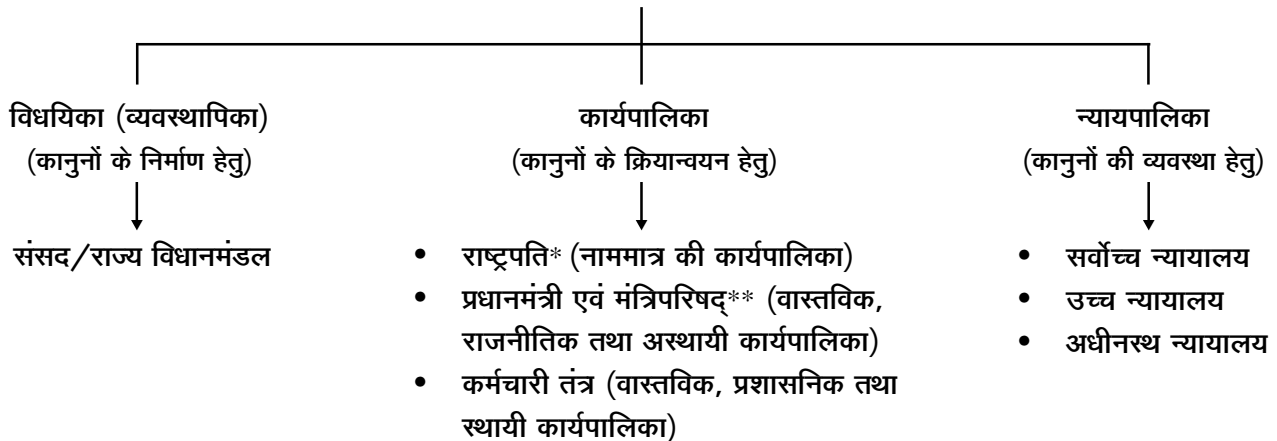 विधयिका (व्यवस्थापिका)
(कानुनों के निर्माण हेतु)
संसद/राज्य विधानमंडल
कार्यपालिका
(कानुनों के क्रियान्वयन हेतु)
• राष्ट्रपति* (नाममात्र की कार्यपालिका)
• प्रधानमंत्री एवं मंत्रिपरिषद्** (वास्तविक,
राजनीतिक तथा अस्थायी कार्यपालिका)
• कर्मचारी तंत्र (वास्तविक, प्रशासनिक तथा
स्थायी कार्यपालिका)
न्यायपालिका
(कानुनों की व्यवस्था हेतु)
• सर्वोच्च न्यायालय
• उच्च न्यायालय
• अधीनस्थ न्यायालय